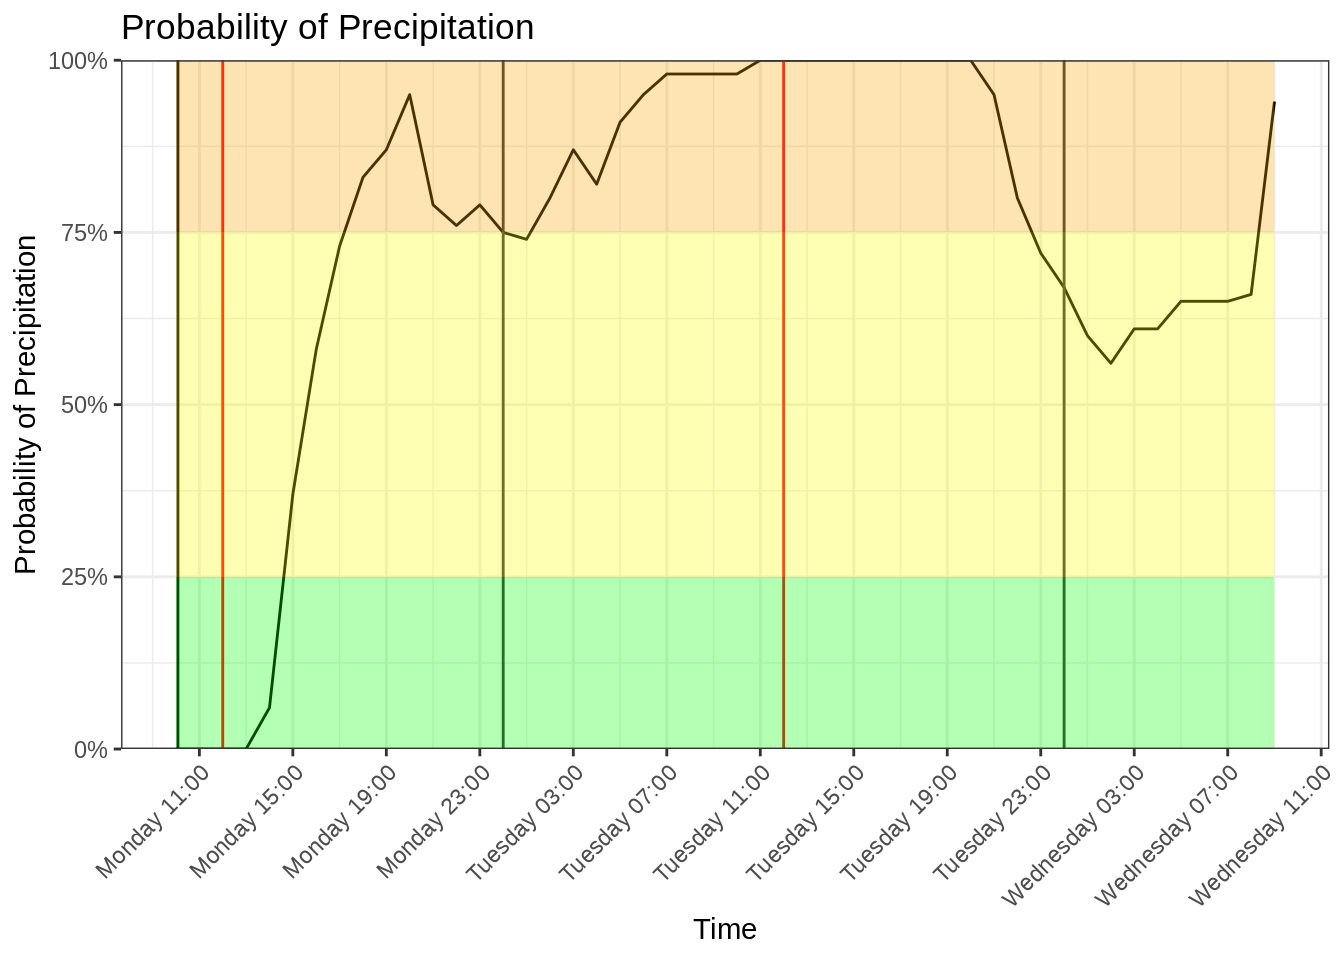 Probability of Precipitation
Probability of Precipitation
100%
75%
50%
25%
0%
Monday 11:00
Monday 15:00
Monday 19:00
Monday 23:00
Tuesday 03:00
Tuesday 07:00
Tuesday 11:00
Tuesday 15:00
Tuesday 19:00
Tuesday 23:00
Wednesday 03:00
Wednesday 07:00
Wednesday 11:00
Time